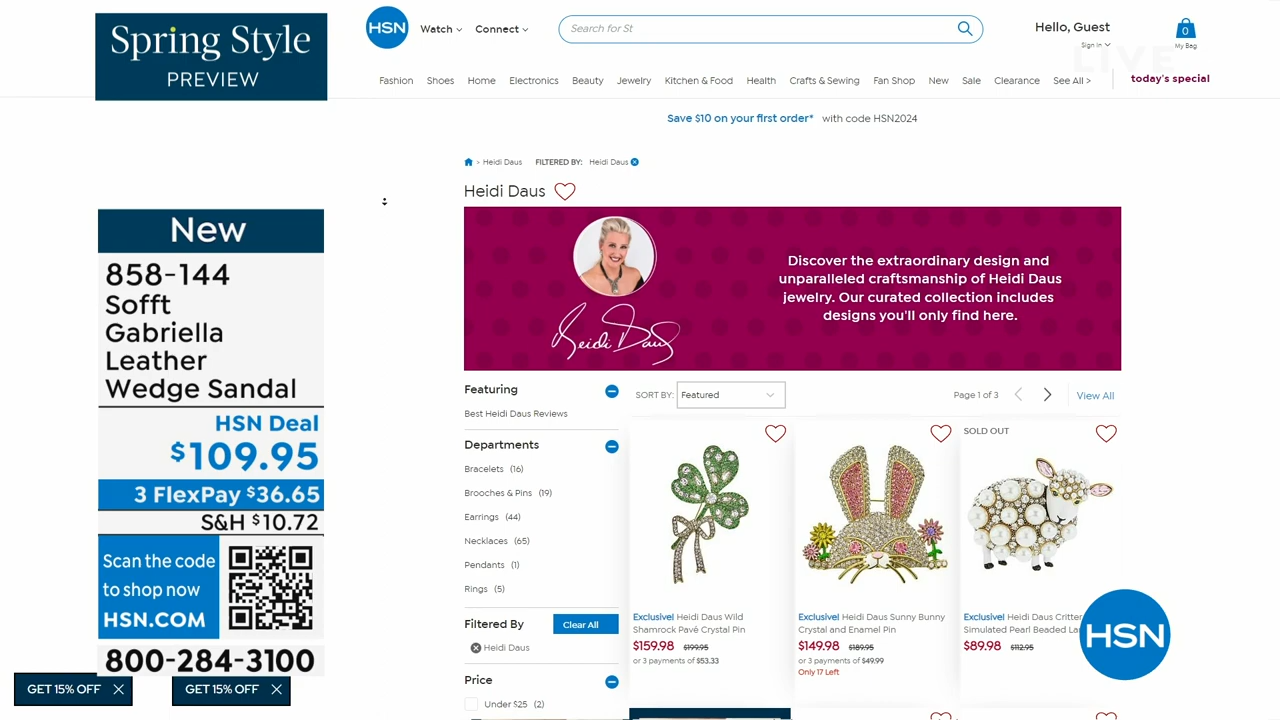 Spring Style
PREVIEW
HSN
Watch
Connect
Search for St
Hello, Guest
Sign In
0
My Bag
LIVE
Fashion
Shoes
Home
Electronics
Beauty
Jewelry
Kitchen & Food
Health
Crafts & Sewing
Fan Shop
New
Sale
Clearance
See All >
today's special
Save $10 on your first order* with code HSN2024
> Heidi Daus FILTERED BY: Heidi Daus
Heidi Daus
Heidi Daus
Discover the extraordinary design and
unparalleled craftsmanship of Heidi Daus
jewelry. Our curated collection includes
designs you'll only find here.
New
858-144
Sofft
Gabriella
Leather
Wedge Sandal
HSN Deal
$109.95
3 FlexPay $36.65
S&H $10.72
Scan the code
to shop now
HSN.COM
800-284-3100
GET 15% OFF
GET 15% OFF
Featuring
Best Heidi Daus Reviews
Departments
Bracelets (16)
Brooches & Pins (19)
Earrings (44)
Necklaces (65)
Pendants (1)
Rings (5)
Filtered By
Clear All
Heidi Daus
Price
Under $25 (2)
SORT BY: Featured
Page 1 of 3
View All
Exclusive! Heidi Daus Wild
Shamrock Pavé Crystal Pin
$159.98 $199.95
or 3 payments of $53.33
Exclusive! Heidi Daus Sunny Bunny
Crystal and Enamel Pin
$149.98 $189.95
or 3 payments of $49.99
Only 17 Left
SOLD OUT
Exclusive! Heidi Daus Critter
Simulated Pearl Beaded La
$89.98 $112.95
HSN